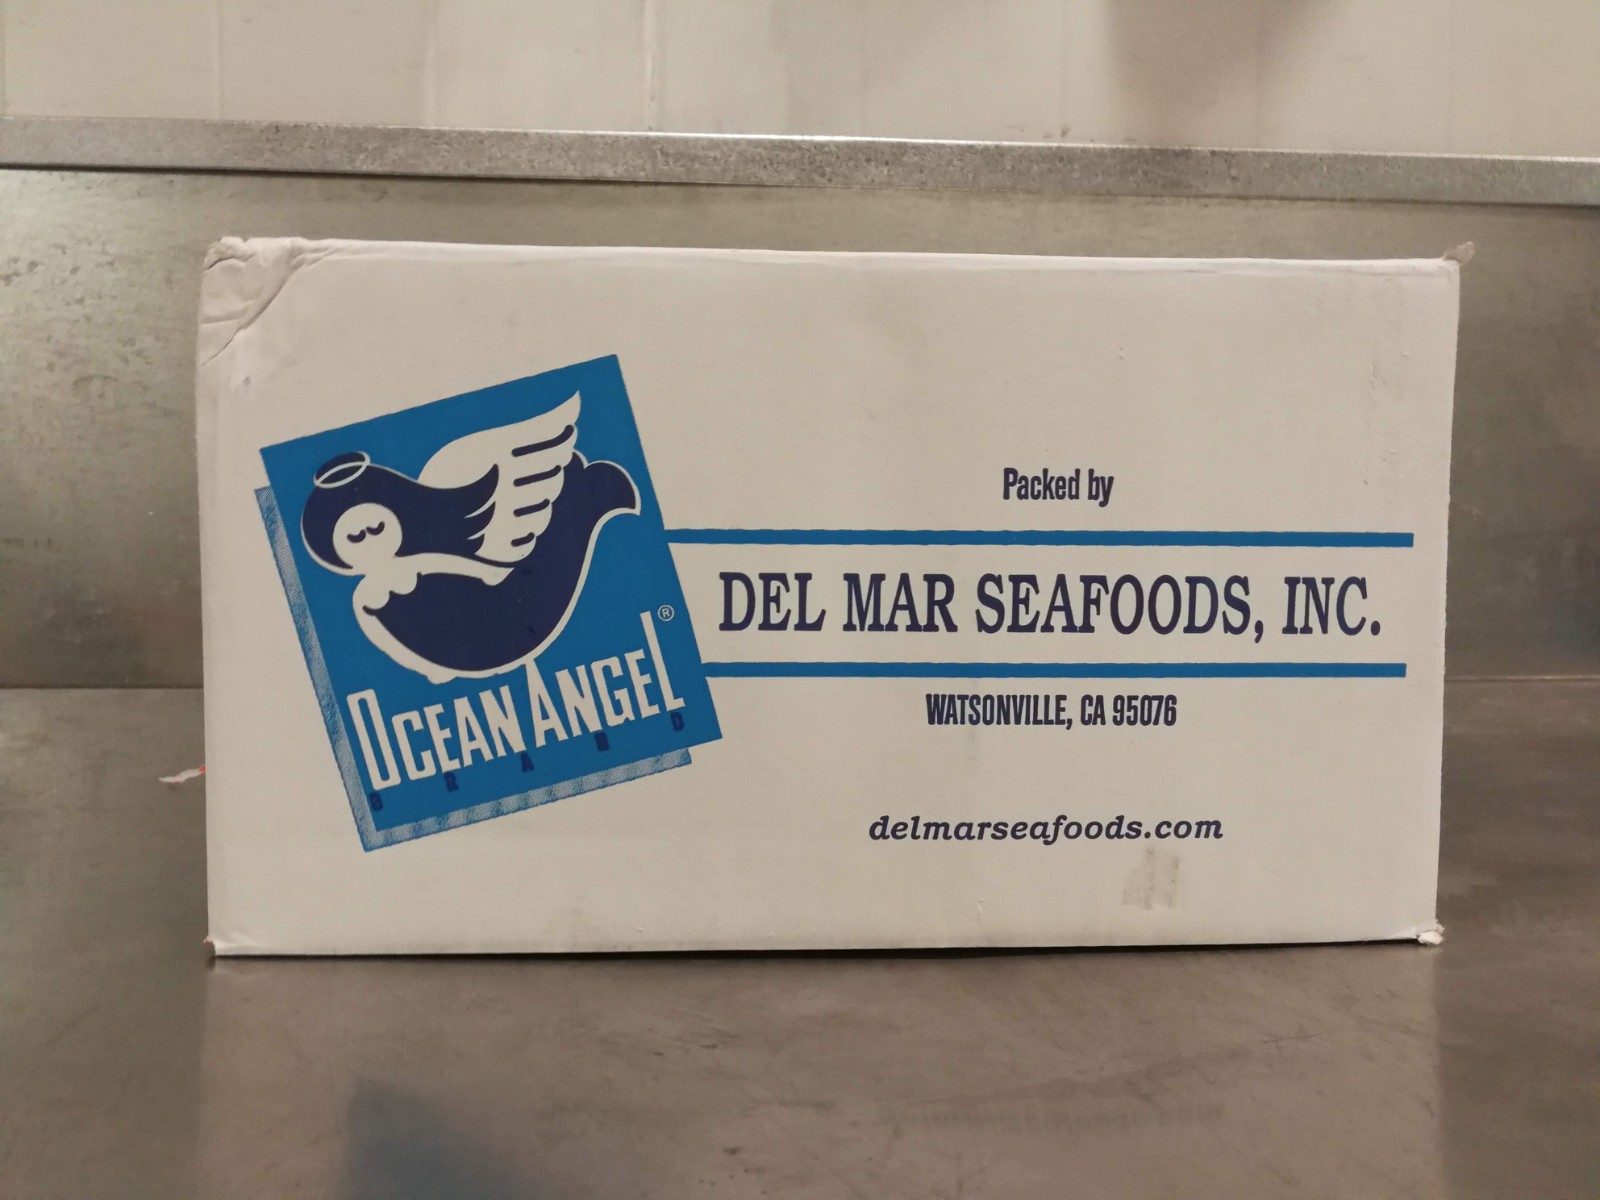 OCEAN ANGEL®
BRAND
Packed by
DEL MAR SEAFOODS, INC.
WATSONVILLE, CA 95076
delmarseafoods.com